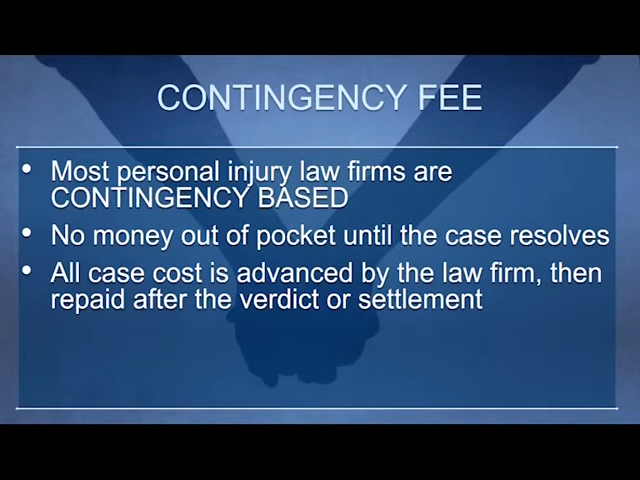 CONTINGENCY FEE
• Most personal injury law firms are
CONTINGENCY BASED
• No money out of pocket until the case resolves
• All case cost is advanced by the law firm, then
repaid after the verdict or settlement